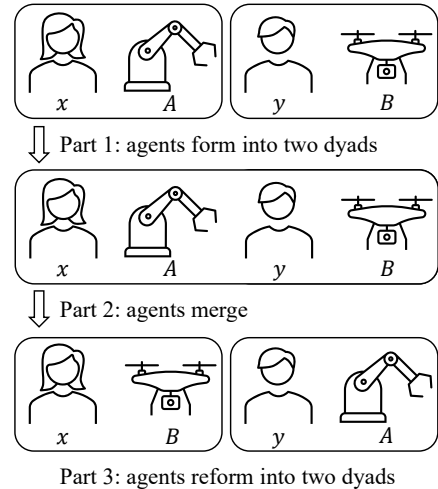 x A y B
Part 1: agents form into two dyads
x A y B
Part 2: agents merge
x B y A
Part 3: agents reform into two dyads